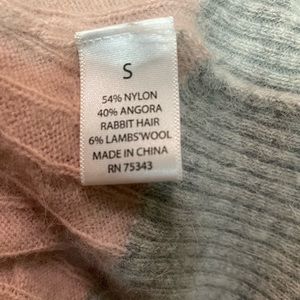 S
54% NYLON
40% ANGORA
RABBIT HAIR
6% LAMBS'WOOL
MADE IN CHINA
RN 75343